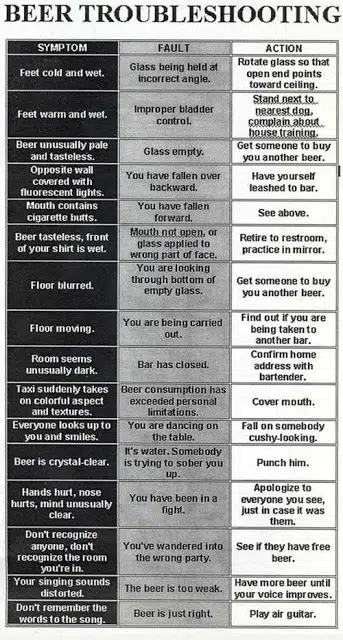 BEER TROUBLESHOOTING
SYMPTOM FAULT ACTION
Feet cold and wet.
Glass being held at
incorrect angle.
Rotate glass so that
open end points
toward ceiling.
Feet warm and wet.
Improper bladder
control.
Stand next to
nearest dog,
complain about
house training.
Beer unusually pale
and tasteless.
Glass empty.
Get someone to buy
you another beer.
Opposite wall
covered with
fluorescent lights.
You have fallen over
backward.
Have yourself
leashed to bar.
Mouth contains
cigarette butts.
You have fallen
forward.
See above.
Beer tasteless, front
of your shirt is wet.
Mouth not open, or
glass applied to
wrong part of face.
Retire to restroom,
practice in mirror.
Floor blurred.
You are looking
through bottom of
empty glass.
Get someone to buy
you another beer.
Floor moving.
You are being carried
out.
Find out if you are
being taken to
another bar.
Room seems
unusually dark.
Bar has closed.
Confirm home
address with
bartender.
Taxi suddenly takes
on colorful aspect
and textures.
Beer consumption has
exceeded personal
limitations.
Cover mouth.
Everyone looks up to
you and smiles.
You are dancing on
the table.
Fall on somebody
cushy-looking.
Beer is crystal-clear.
It's water. Somebody
is trying to sober you
up.
Punch him.
Hands hurt, nose
hurts, mind unusually
clear.
You have been in a
fight.
Apologize to
everyone you see,
just in case it was
them.
Don't recognize
anyone, don't
recognize the room
you're in.
You've wandered into
the wrong party.
See if they have free
beer.
Your singing sounds
distorted.
The beer is too weak.
Have more beer until
your voice improves.
Don't remember the
words to the song.
Beer is just right.
Play air guitar.